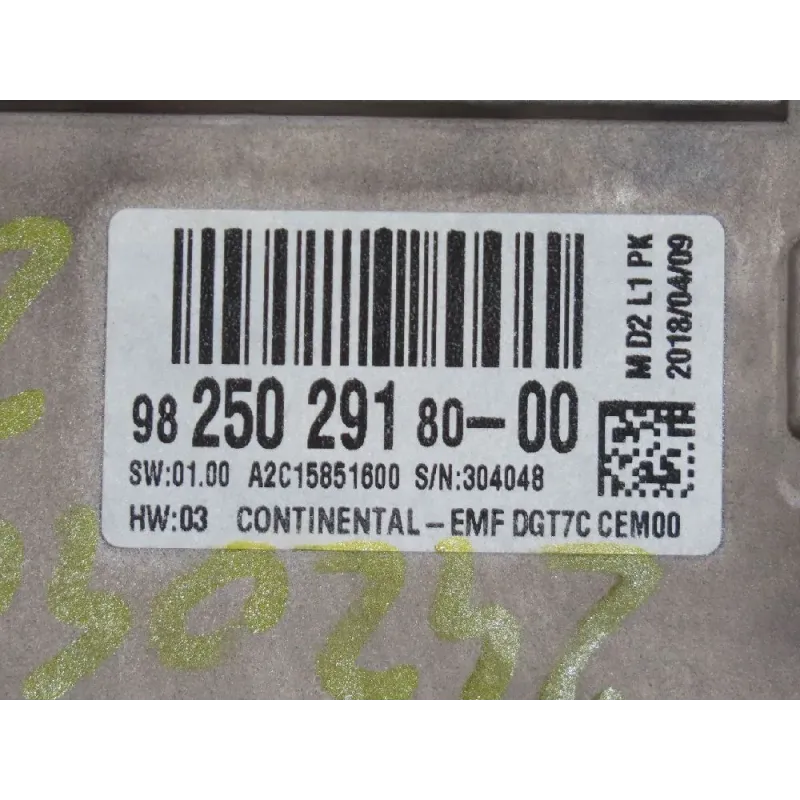 98 250 291 80-00
SW:01.00 A2C15851600 S/N:304048
HW:03 CONTINENTAL-EMF DGT7C CEM00
M D2 L1 PK
2018/04/09